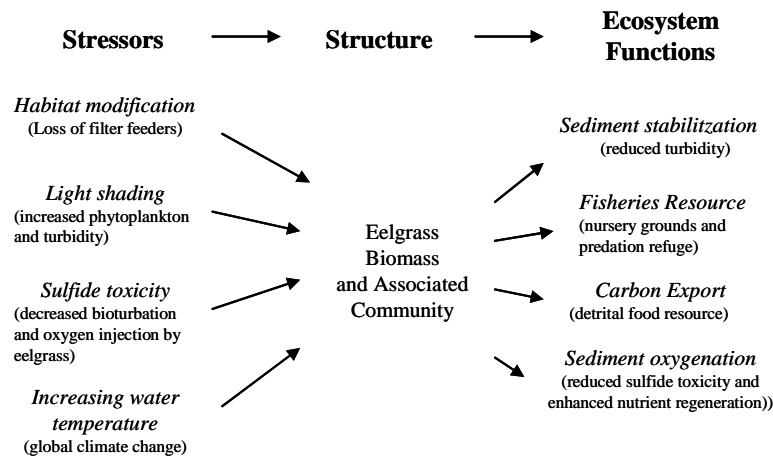 Stressors
Structure
Ecosystem
Functions
Habitat modification
(Loss of filter feeders)
Light shading
(increased phytoplankton
and turbidity)
Sulfide toxicity
(decreased bioturbation
and oxygen injection by
eelgrass)
Increasing water
temperature
(global climate change)
Eelgrass
Biomass
and Associated
Community
Sediment stabilitzation
(reduced turbidity)
Fisheries Resource
(nursery grounds and
predation refuge)
Carbon Export
(detrital food resource)
Sediment oxygenation
(reduced sulfide toxicity and
enhanced nutrient regeneration))